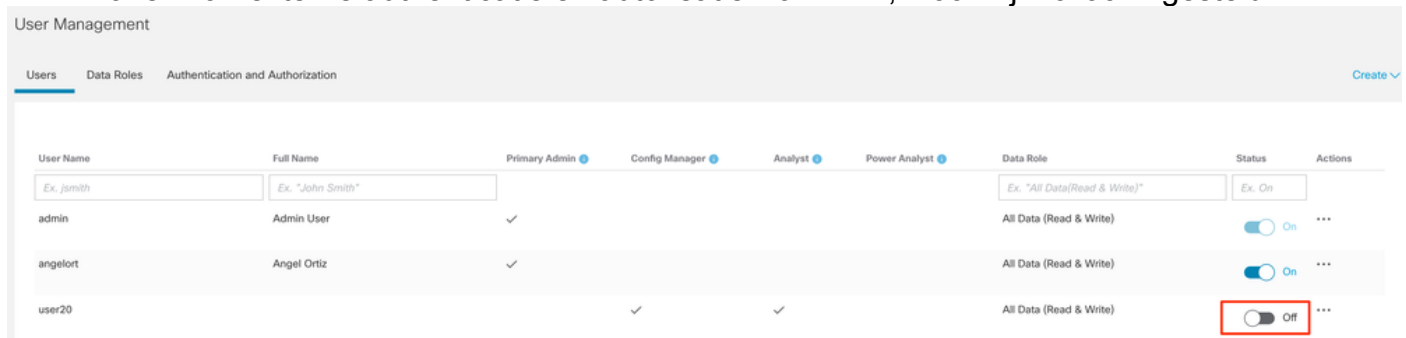 User Management
Users Data Roles Authentication and Authorization Create
User Name Full Name Primary Admin Config Manager Analyst Power Analyst Data Role Status Actions
Ex. jsmith Ex. "John Smith" Ex. "All Data(Read & Write)" Ex. On
admin Admin User All Data (Read & Write) On ...
angelort Angel Ortiz All Data (Read & Write) On ...
user20 All Data (Read & Write) Off ...